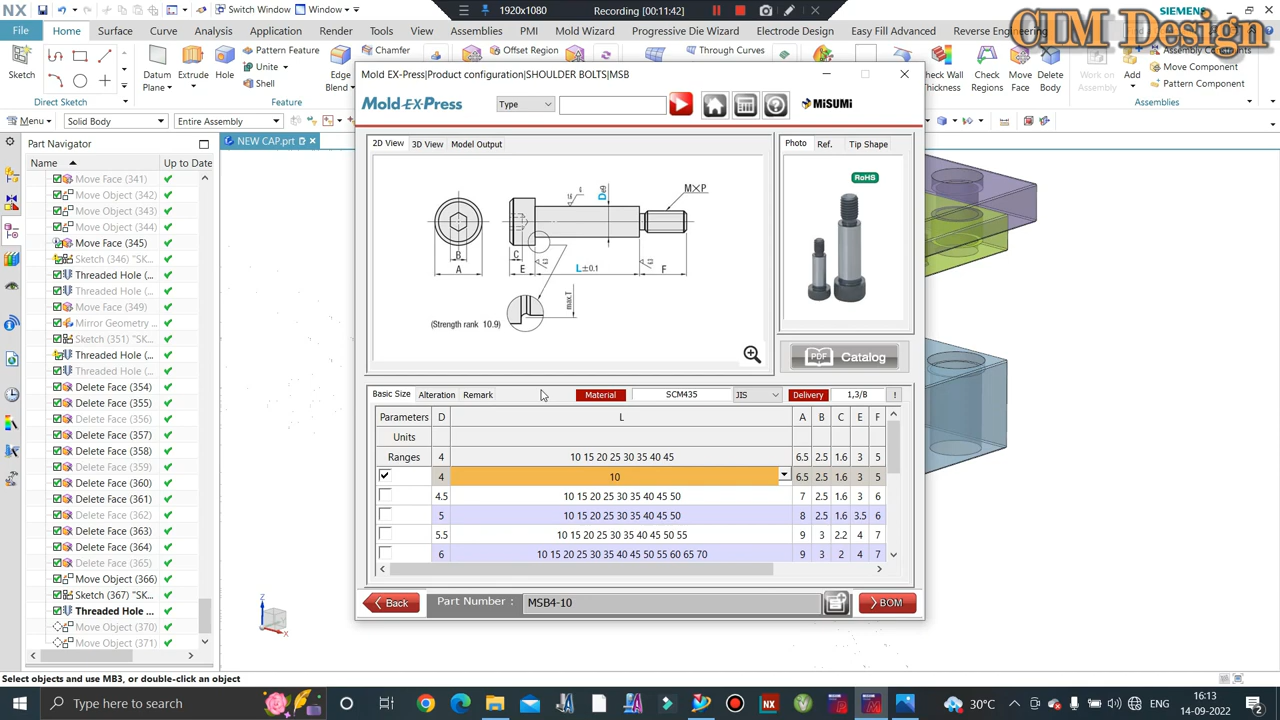 NX
Switch Window
Window
1920x1080
Recording [00:11:42]
SIEMENS
CIM Design
File
Home
Surface
Curve
Analysis
Application
Render
Tools
View
Assemblies
PMI
Mold Wizard
Progressive Die Wizard
Electrode Design
Easy Fill Advanced
Reverse Engineering
Sketch
Direct Sketch
Datum Plane
Extrude
Hole
Pattern Feature
Unite
Shell
Feature
Edge Blend
Chamfer
Offset Region
Through Curves
Check Wall Thickness
Check Regions
Move Face
Delete Face
Work on Assembly
Add
Assembly Constraints
Move Component
Pattern Component
Assemblies
Menu
Solid Body
Entire Assembly
Part Navigator
NEW CAP.prt
Name
Up to Date
Move Face (341)
Move Object (342)
Move Object (343)
Move Object (344)
Move Face (345)
Sketch (346) "SK...
Threaded Hole (...
Threaded Hole (...
Move Face (349)
Mirror Geometry ...
Sketch (351) "SK...
Threaded Hole (...
Threaded Hole (...
Delete Face (354)
Delete Face (355)
Delete Face (356)
Delete Face (357)
Delete Face (358)
Delete Face (359)
Delete Face (360)
Delete Face (361)
Delete Face (362)
Delete Face (363)
Delete Face (364)
Delete Face (365)
Move Object (366)
Sketch (367) "SK...
Threaded Hole ...
Move Object (370)
Move Object (371)
Mold EX-Press|Product configuration|SHOULDER BOLTS|MSB
Mold EX-Press
Type
MiSUMi
2D View
3D View
Model Output
B
A
C
E
L±0.1
F
M×P
max.T
(Strength rank 10.9)
Photo
Ref.
Tip Shape
RoHS
PDF
Catalog
Basic Size
Alteration
Remark
Material
SCM435
JIS
Delivery
1,3/B
!
Parameters D L A B C E F
Units
Ranges 4 10 15 20 25 30 35 40 45 6.5 2.5 1.6 3 5
4 10 6.5 2.5 1.6 3 5
4.5 10 15 20 25 30 35 40 45 50 7 2.5 1.6 3 6
5 10 15 20 25 30 35 40 45 50 8 2.5 1.6 3.5 6
5.5 10 15 20 25 30 35 40 45 50 55 9 3 2.2 4 7
6 10 15 20 25 30 35 40 45 50 55 60 65 70 9 3 2 4 7
Back
Part Number :
MSB4-10
BOM
Z
X
Select objects and use MB3, or double-click an object
Type here to search
30°C
ENG
16:13
14-09-2022
2